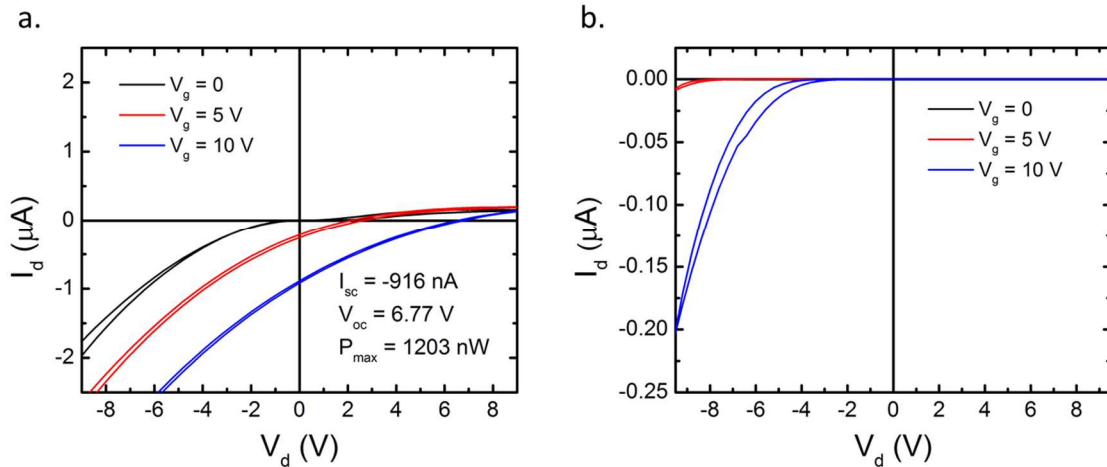 a.
2
1
0
-1
-2
I_d (μA)
V_g = 0
V_g = 5 V
V_g = 10 V
I_sc = -916 nA
V_oc = 6.77 V
P_max = 1203 nW
-8 -6 -4 -2 0 2 4 6 8
V_d (V)
b.
0.00
-0.05
-0.10
-0.15
-0.20
-0.25
I_d (μA)
V_g = 0
V_g = 5 V
V_g = 10 V
-8 -6 -4 -2 0 2 4 6 8
V_d (V)